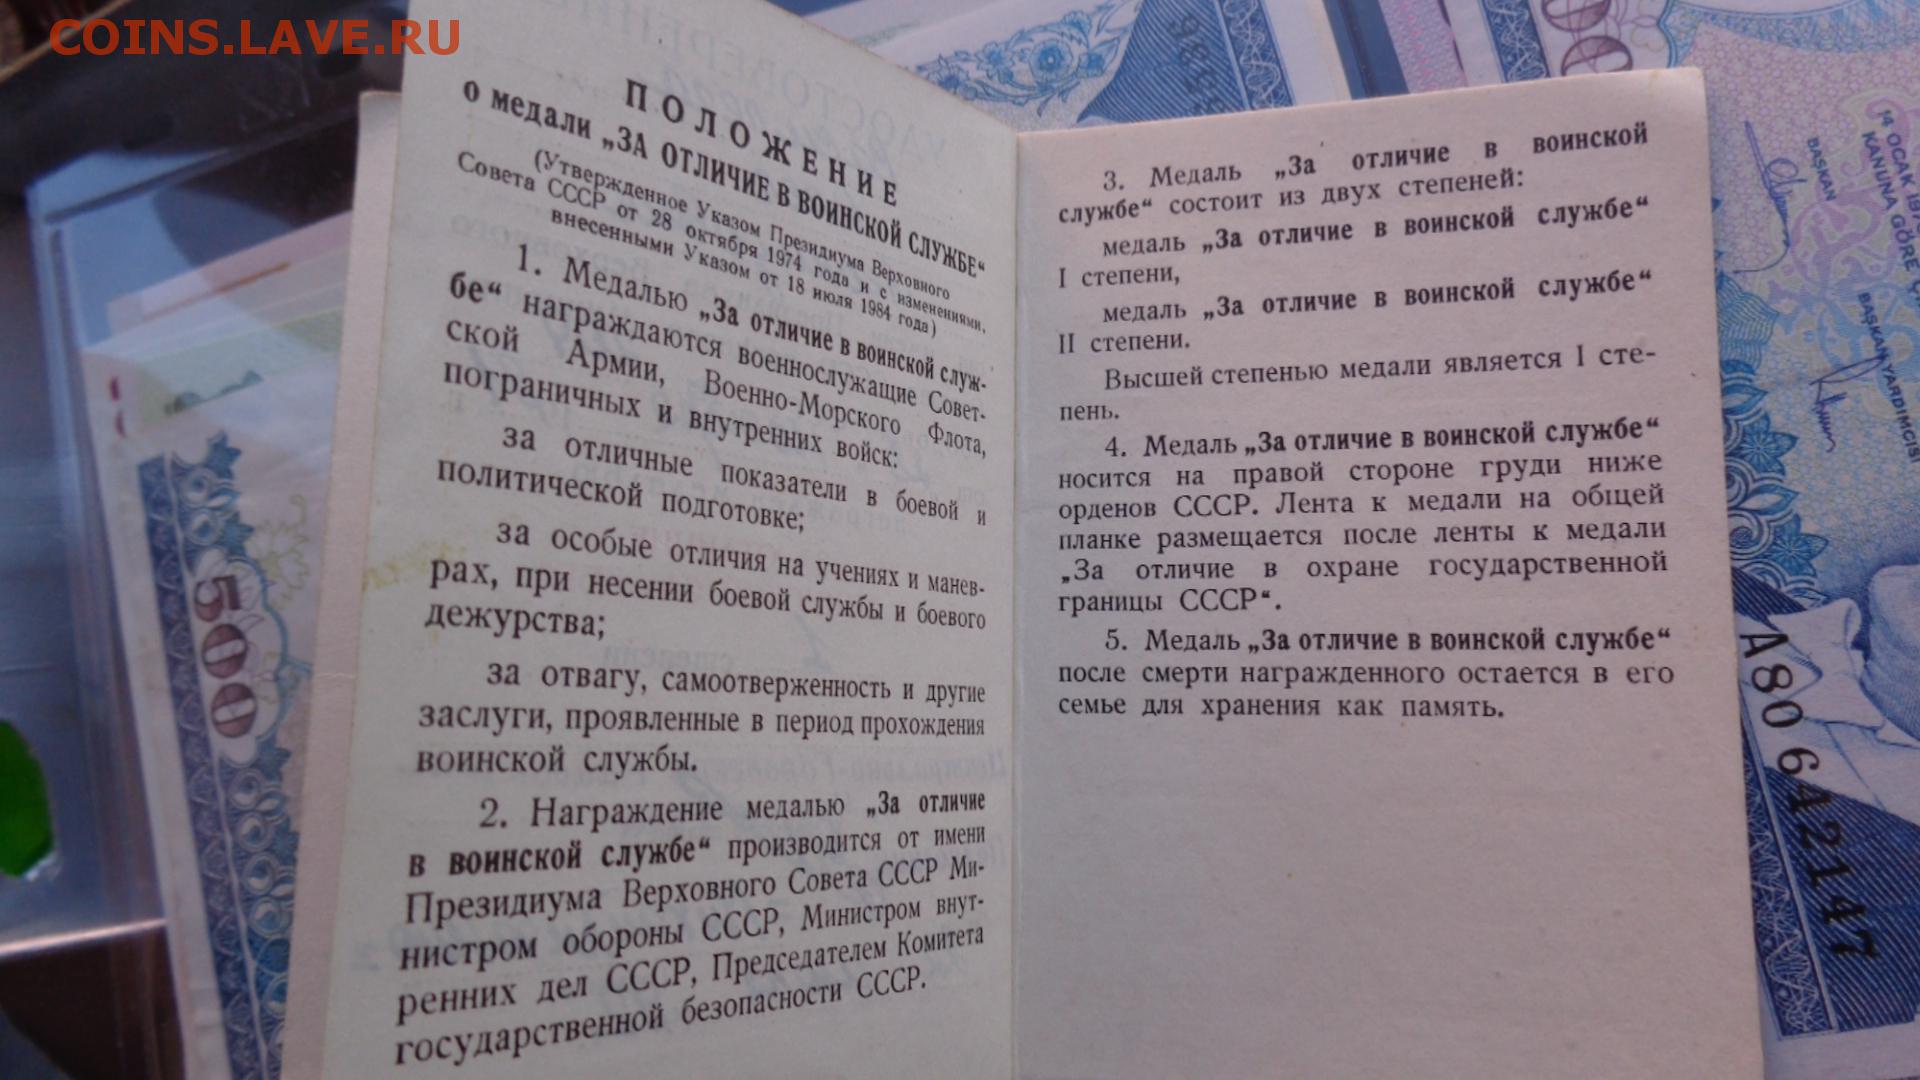 COINS.LAVE.RU
ПОЛОЖЕНИЕ
о медали „ЗА ОТЛИЧИЕ В ВОИНСКОЙ СЛУЖБЕ“
(Утвержденное Указом Президиума Верховного
Совета СССР от 28 октября 1974 года и с изменениями,
внесенными Указом от 18 июля 1984 года)
1. Медалью „За отличие в воинской служ-
бе“ награждаются военнослужащие Совет-
ской Армии, Военно-Морского Флота,
пограничных и внутренних войск:
за отличные показатели в боевой и
политической подготовке;
за особые отличия на учениях и манев-
рах, при несении боевой службы и боевого
дежурства;
за отвагу, самоотверженность и другие
заслуги, проявленные в период прохождения
воинской службы.
2. Награждение медалью „За отличие
в воинской службе“ производится от имени
Президиума Верховного Совета СССР Ми-
нистром обороны СССР, Министром внут-
ренних дел СССР, Председателем Комитета
государственной безопасности СССР.
3. Медаль „За отличие в воинской
службе“ состоит из двух степеней:
медаль „За отличие в воинской службе“
I степени,
медаль „За отличие в воинской службе“
II степени.
Высшей степенью медали является I сте-
пень.
4. Медаль „За отличие в воинской службе“
носится на правой стороне груди ниже
орденов СССР. Лента к медали на общей
планке размещается после ленты к медали
„За отличие в охране государственной
границы СССР“.
5. Медаль „За отличие в воинской службе“
после смерти награжденного остается в его
семье для хранения как память.
500
14 OCAK 197
KANUNA GÖRE
BAŞKAN
BAŞKAN YARDIMCISI
A80 642147